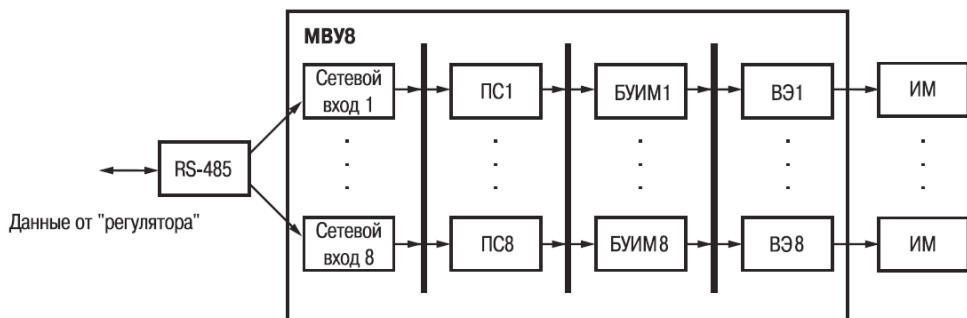 МВУ8
Сетевой
вход 1
ПС1
БУИМ1
ВЭ1
ИМ
RS-485
Данные от "регулятора"
Сетевой
вход 8
ПС8
БУИМ8
ВЭ8
ИМ